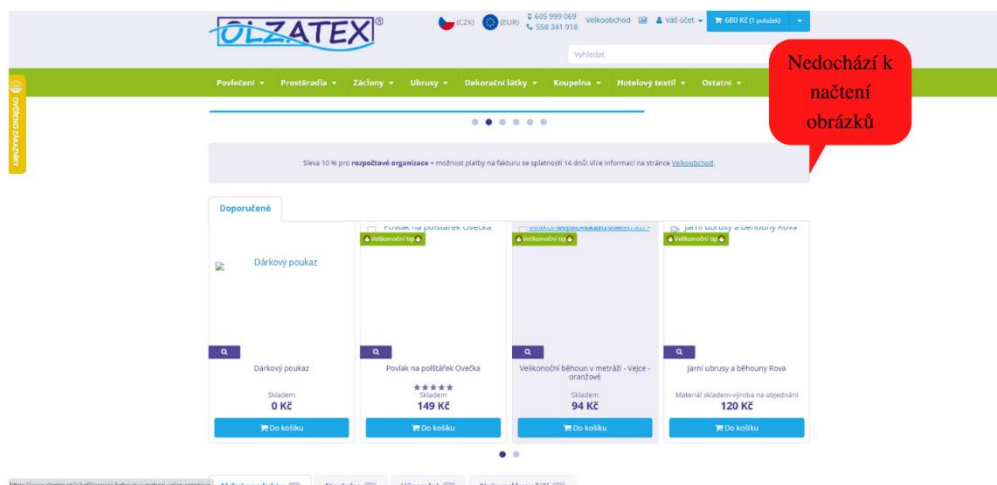 OLZATEX®
(CZK) (EUR) 605 999 069 Velkoobchod Váš účet 680 Kč (1 položek)
558 341 918
Vyhledat
Nedochází k
načtení
obrázků
Povlečení Prostěradla Záclony Ubrusy Dekorační látky Koupelna Hotelový textil Ostatní
OVĚŘENO ZÁKAZNÍKY
Sleva 10 % pro rozpočtové organizace + možnost platby na fakturu se splatností 14 dnů! Více informací na stránce Velkoobchod.
Doporučené
Povlak na polštářek Ovečka
Jarní ubrusy a běhouny Rova
Velikonoční tip
Velikonoční tip
Velikonoční tip
Dárkový poukaz
Dárkový poukaz
Povlak na polštářek Ovečka
Velikonoční běhoun v metráži - Vejce - oranžové
Jarní ubrusy a běhouny Rova
Skladem
Skladem
Skladem
Materiál skladem-výroba na objednání
0 Kč
149 Kč
94 Kč
120 Kč
Do košíku
Do košíku
Do košíku
Do košíku